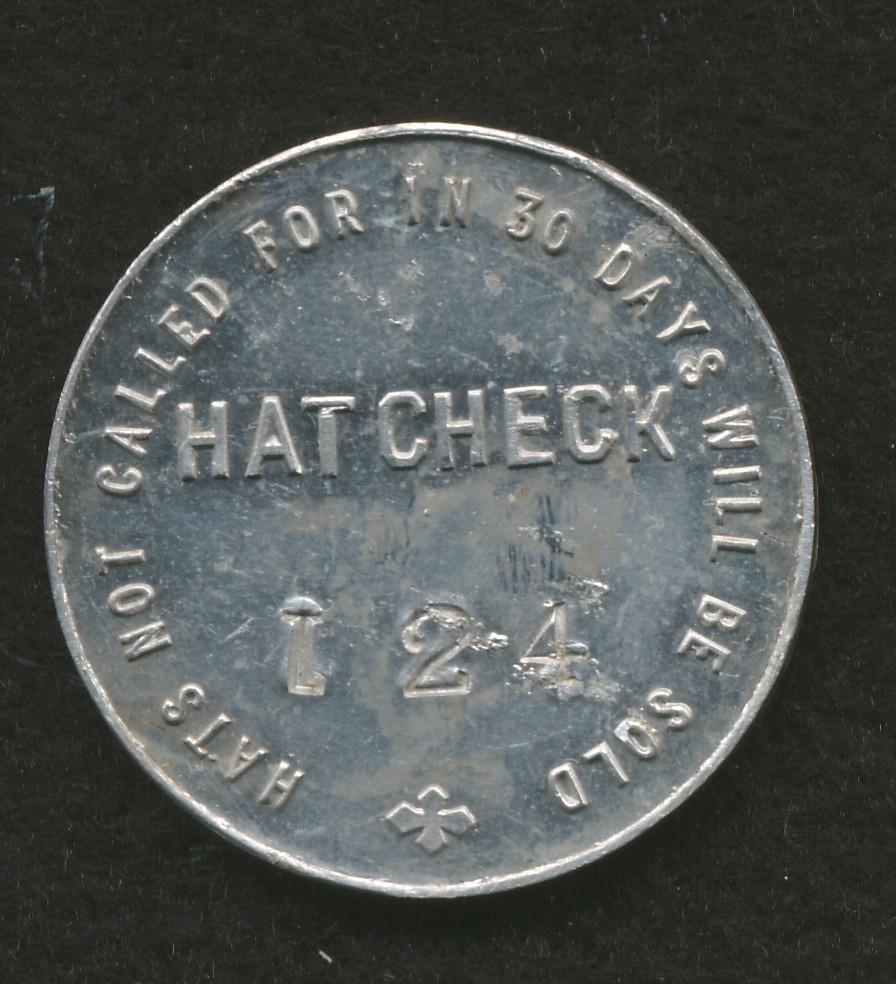 HATS NOT CALLED FOR IN 30 DAYS WILL BE SOLD
HAT CHECK
124